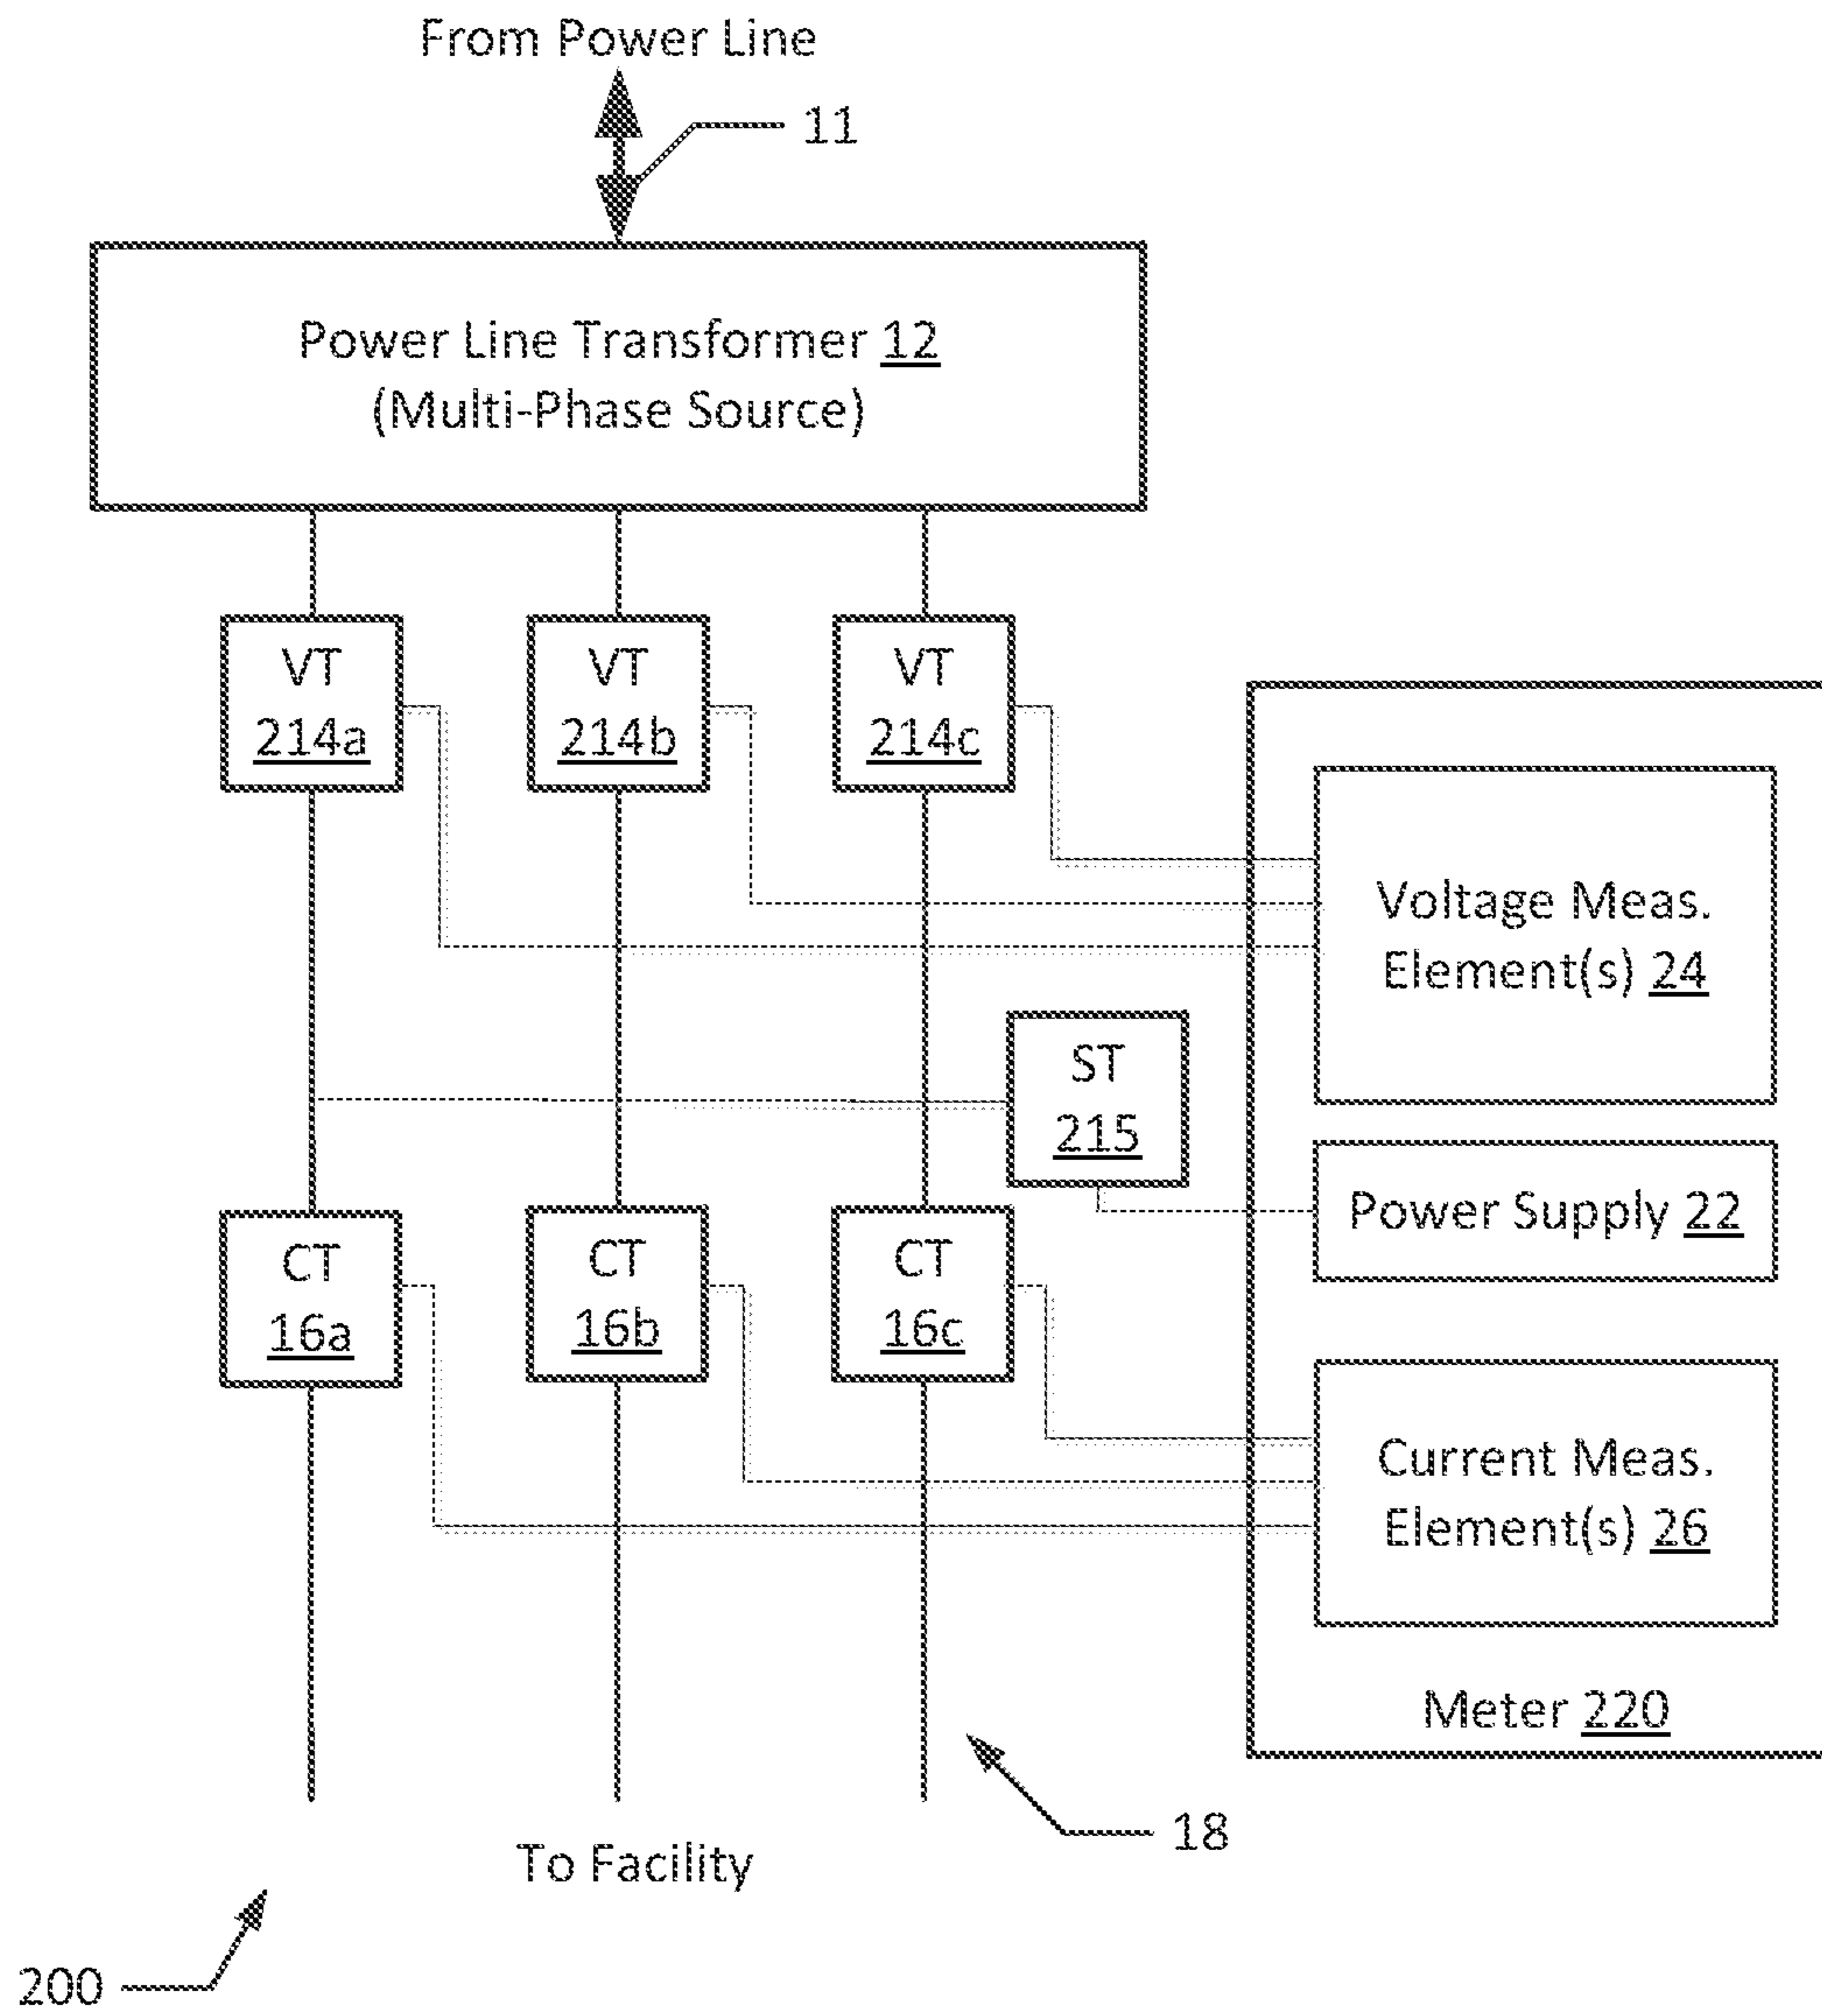 From Power Line
11
Power Line Transformer 12
(Multi-Phase Source)
VT
214a
VT
214b
VT
214c
Voltage Meas.
Element(s) 24
ST
215
Power Supply 22
CT
16a
CT
16b
CT
16c
Current Meas.
Element(s) 26
Meter 220
18
To Facility
200